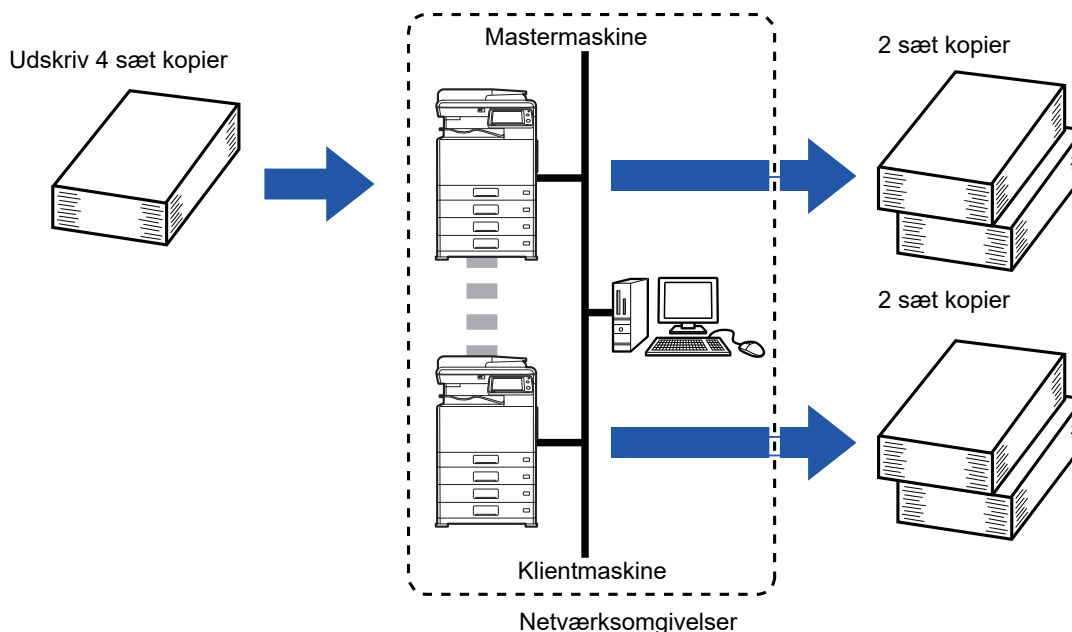 Udskriv 4 sæt kopier
Mastermaskine
2 sæt kopier
2 sæt kopier
Klientmaskine
Netværksomgivelser